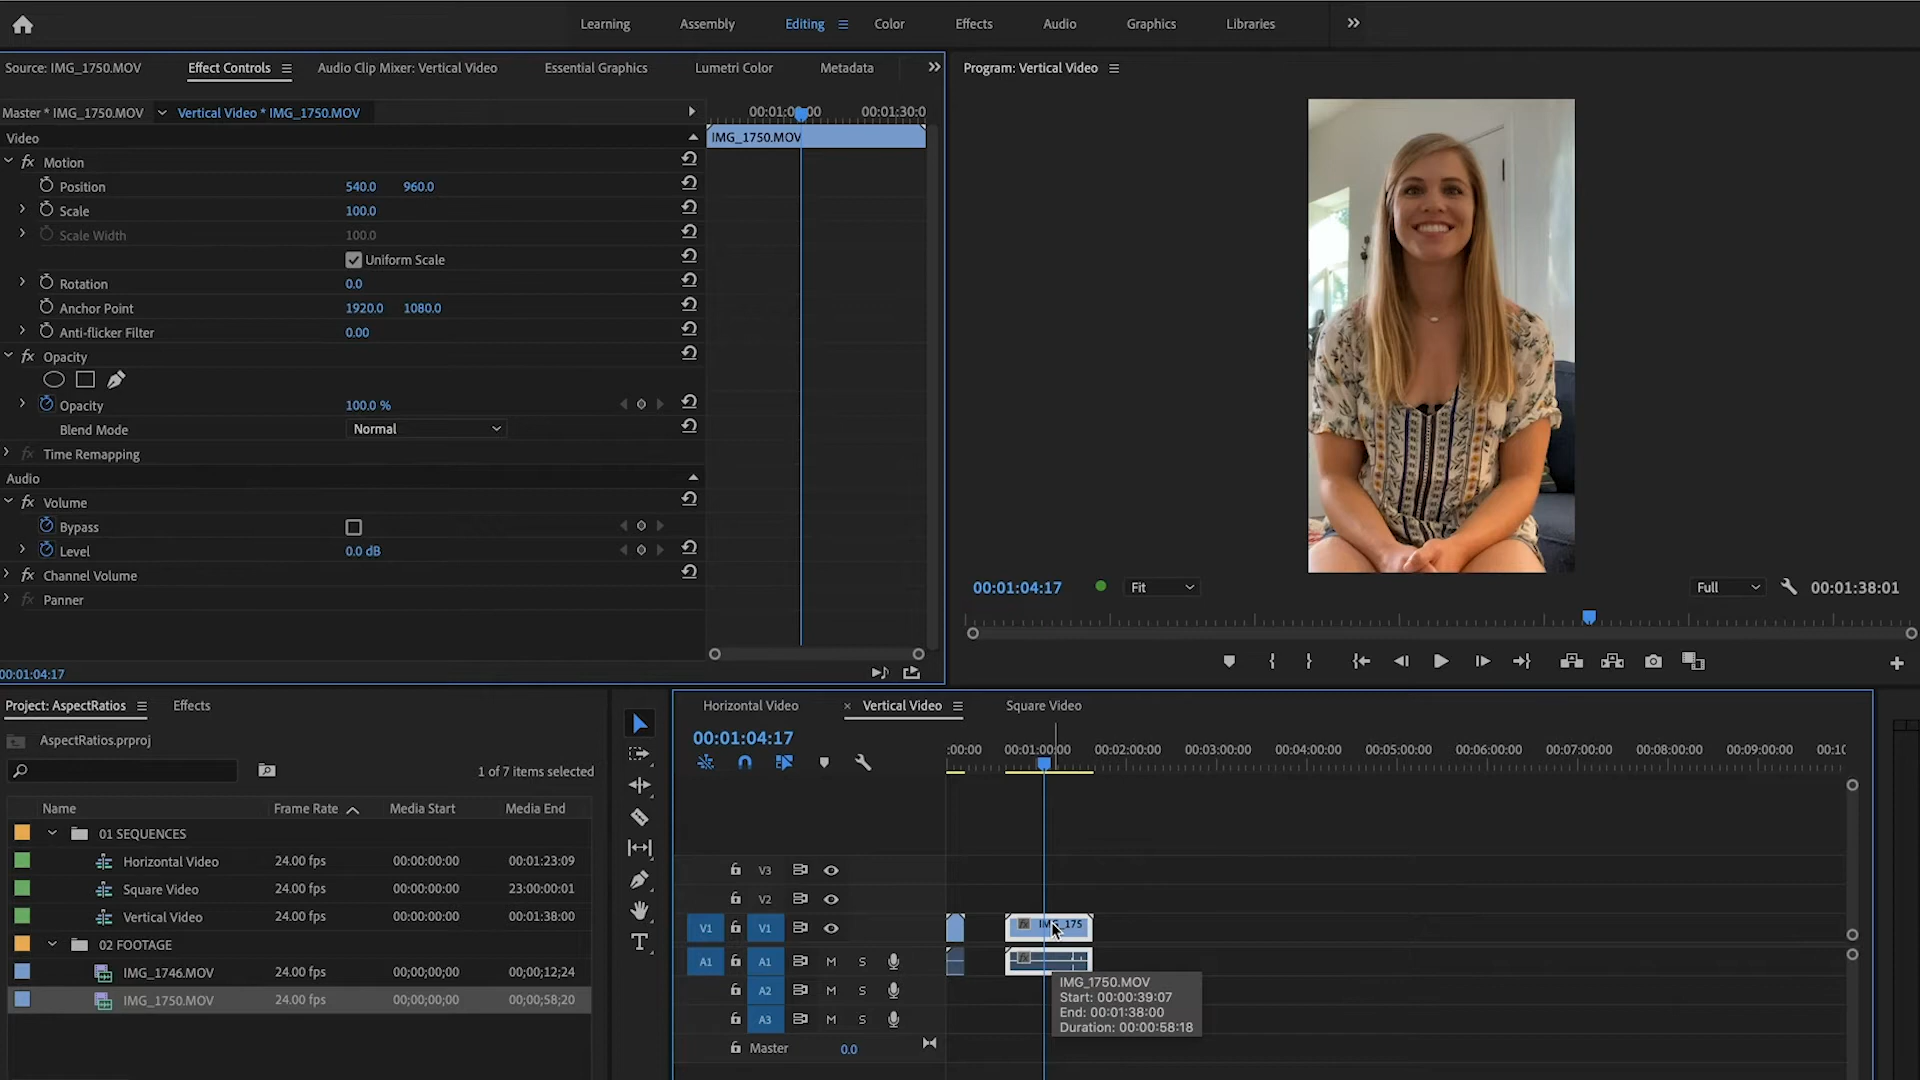 Learning Assembly Editing Color Effects Audio Graphics Libraries
Source: IMG_1750.MOV Effect Controls Audio Clip Mixer: Vertical Video Essential Graphics Lumetri Color Metadata
Program: Vertical Video
Master * IMG_1750.MOV Vertical Video * IMG_1750.MOV
00:01:30:0
Video
IMG_1750.MOV
fx Motion
Position 540.0 960.0
Scale 100.0
Scale Width 100.0
Uniform Scale
Rotation 0.0
Anchor Point 1920.0 1080.0
Anti-flicker Filter 0.00
fx Opacity
Opacity 100.0 %
Blend Mode Normal
fx Time Remapping
Audio
fx Volume
Bypass
Level 0.0 dB
fx Channel Volume
fx Panner
00:01:04:17
00:01:04:17 Fit Full 00:01:38:01
Project: AspectRatios Effects
AspectRatios.prproj
1 of 7 items selected
Name Frame Rate Media Start Media End
01 SEQUENCES
Horizontal Video 24.00 fps 00:00:00:00 00:01:23:09
Square Video 24.00 fps 00:00:00:00 23:00:00:01
Vertical Video 24.00 fps 00:00:00:00 00:01:38:00
02 FOOTAGE
IMG_1746.MOV 24.00 fps 00;00;00;00 00;00;12;24
IMG_1750.MOV 24.00 fps 00;00;00;00 00;00;58;20
T
Horizontal Video × Vertical Video Square Video
00:01:04:17
:00:00 00:01:00:00 00:02:00:00 00:03:00:00 00:04:00:00 00:05:00:00 00:06:00:00 00:07:00:00 00:08:00:00 00:09:00:00 00:10
V3
V2
V1 V1
fx IMG_175
A1 A1 M S
fx
A2 M S
A3 M S
Master 0.0
IMG_1750.MOV
Start: 00:00:39:07
End: 00:01:38:00
Duration: 00:00:58:18